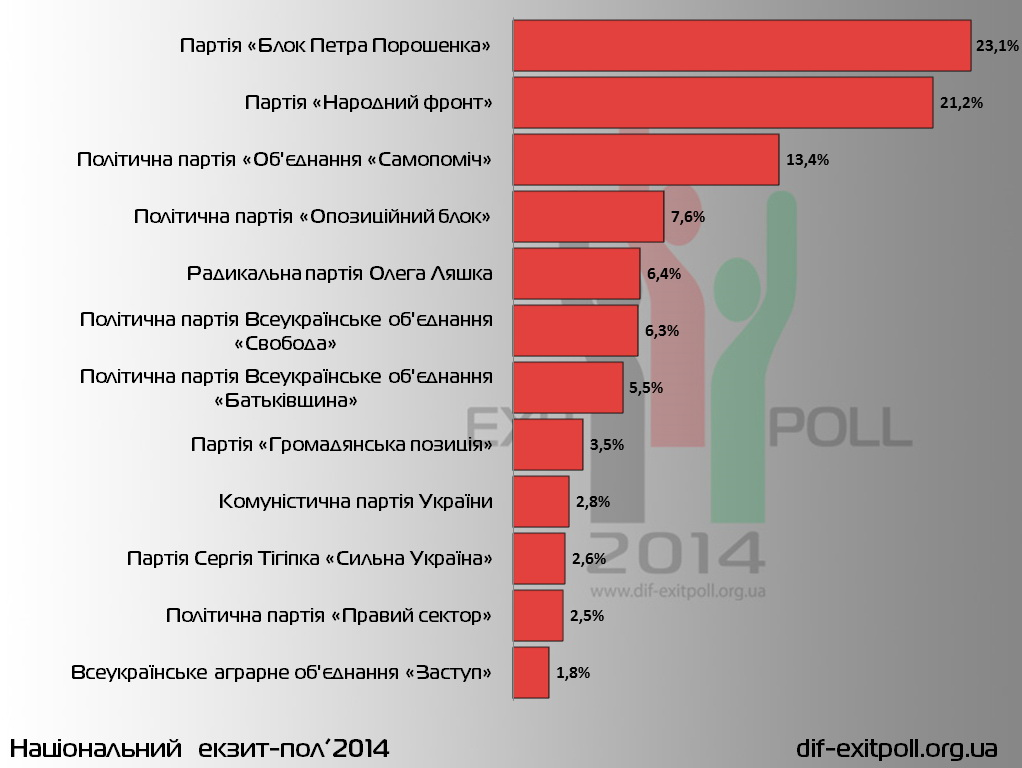 Партія «Блок Петра Порошенка»
23,1%
Партія «Народний фронт»
21,2%
Політична партія «Об'єднання «Самопоміч»
13,4%
Політична партія «Опозиційний блок»
7,6%
Радикальна партія Олега Ляшка
6,4%
Політична партія Всеукраїнське об'єднання
«Свобода»
6,3%
Політична партія Всеукраїнське об'єднання
«Батьківшина»
5,5%
EXIT POLL
Партія «Громадянська позиція»
3,5%
Комуністична партія України
2,8%
Партія Сергія Тігіпка «Сильна Україна»
2,6%
2014
www.dif-exitpoll.org.ua
Політична партія «Правий сектор»
2,5%
Всеукраїнське аграрне об'єднання «Заступ»
1,8%
Національний екзит-пол´2014
dif-exitpoll.org.ua